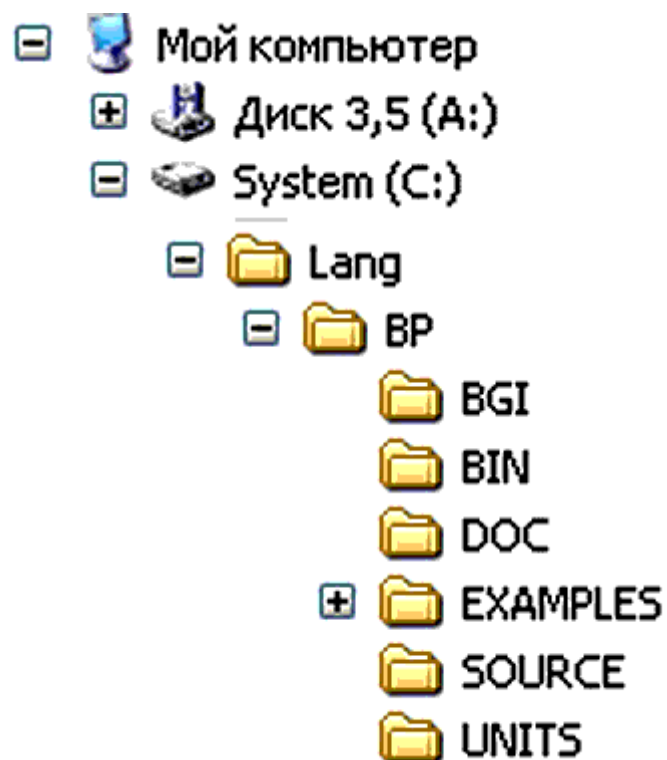 Мой компьютер
Диск 3,5 (A:)
System (C:)
Lang
BP
BGI
BIN
DOC
EXAMPLES
SOURCE
UNITS